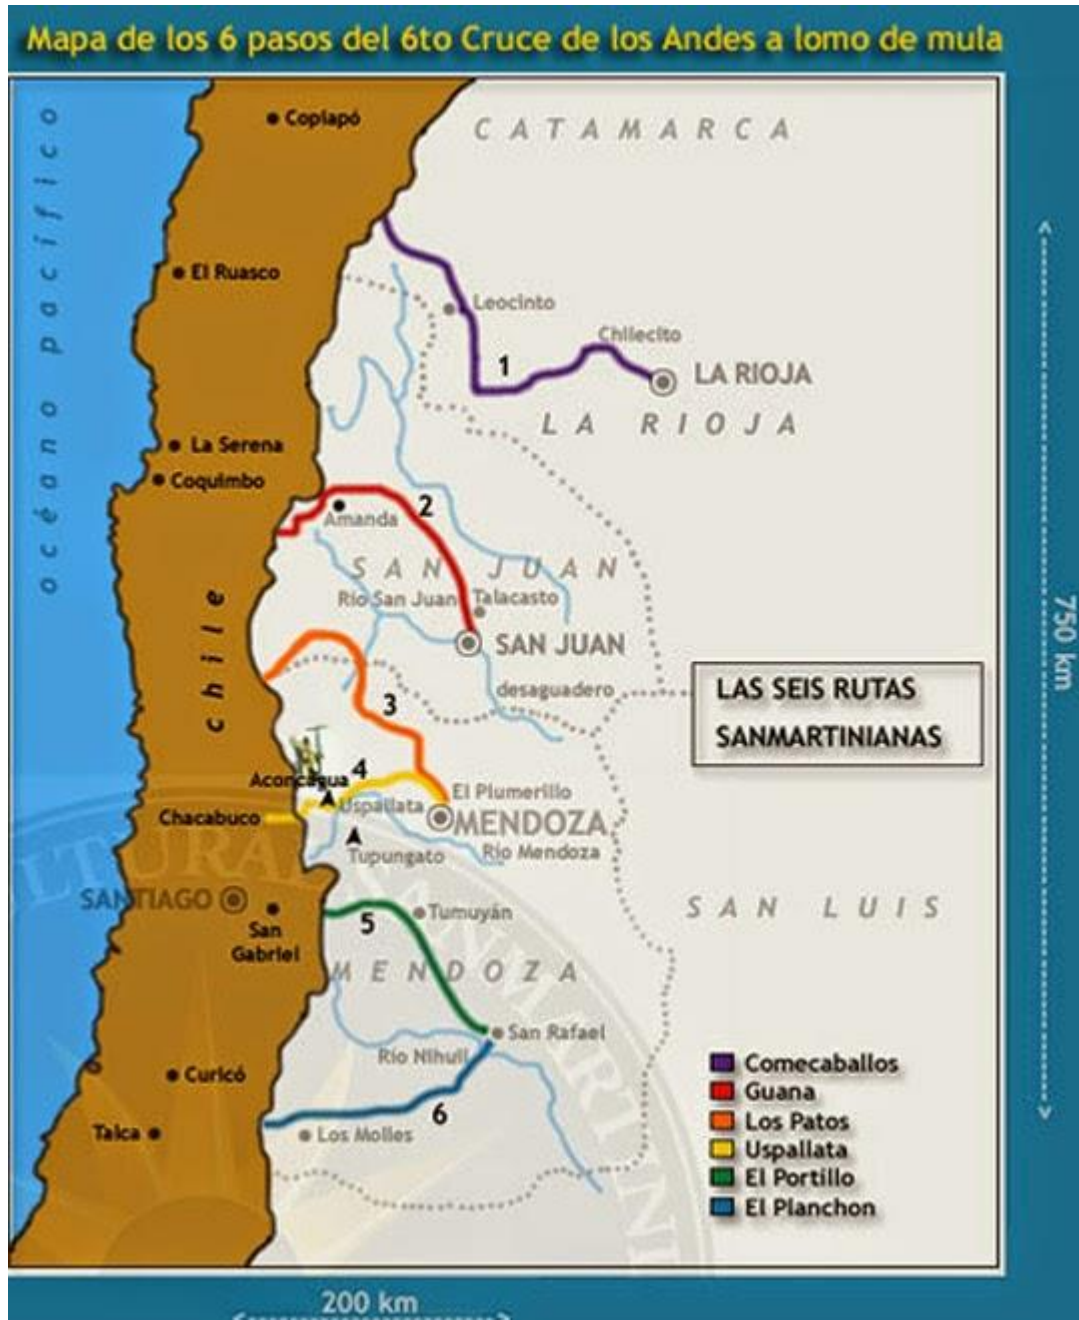 Mapa de los 6 pasos del 6to Cruce de los Andes a lomo de mula
océano pacífico
Copiapó
CATAMARCA
El Ruasco
Leocinto
Chilecito
1
LA RIOJA
LA RIOJA
La Serena
Coquimbo
2
Amanda
SAN JUAN
Rio San Juan
Talacasto
chile
SAN JUAN
desaguadero
LAS SEIS RUTAS
SANMARTINIANAS
3
4
Aconcagua
Uspallata
El Plumerillo
Chacabuco
MENDOZA
Tupungato
Rio Mendoza
SANTIAGO
San
Gabriel
5
Tumuyán
SAN LUIS
MENDOZA
San Rafael
Rio Nihuil
Curicó
6
Talca
Los Molles
Comecaballos
Guana
Los Patos
Uspallata
El Portillo
El Planchon
750 km
200 km